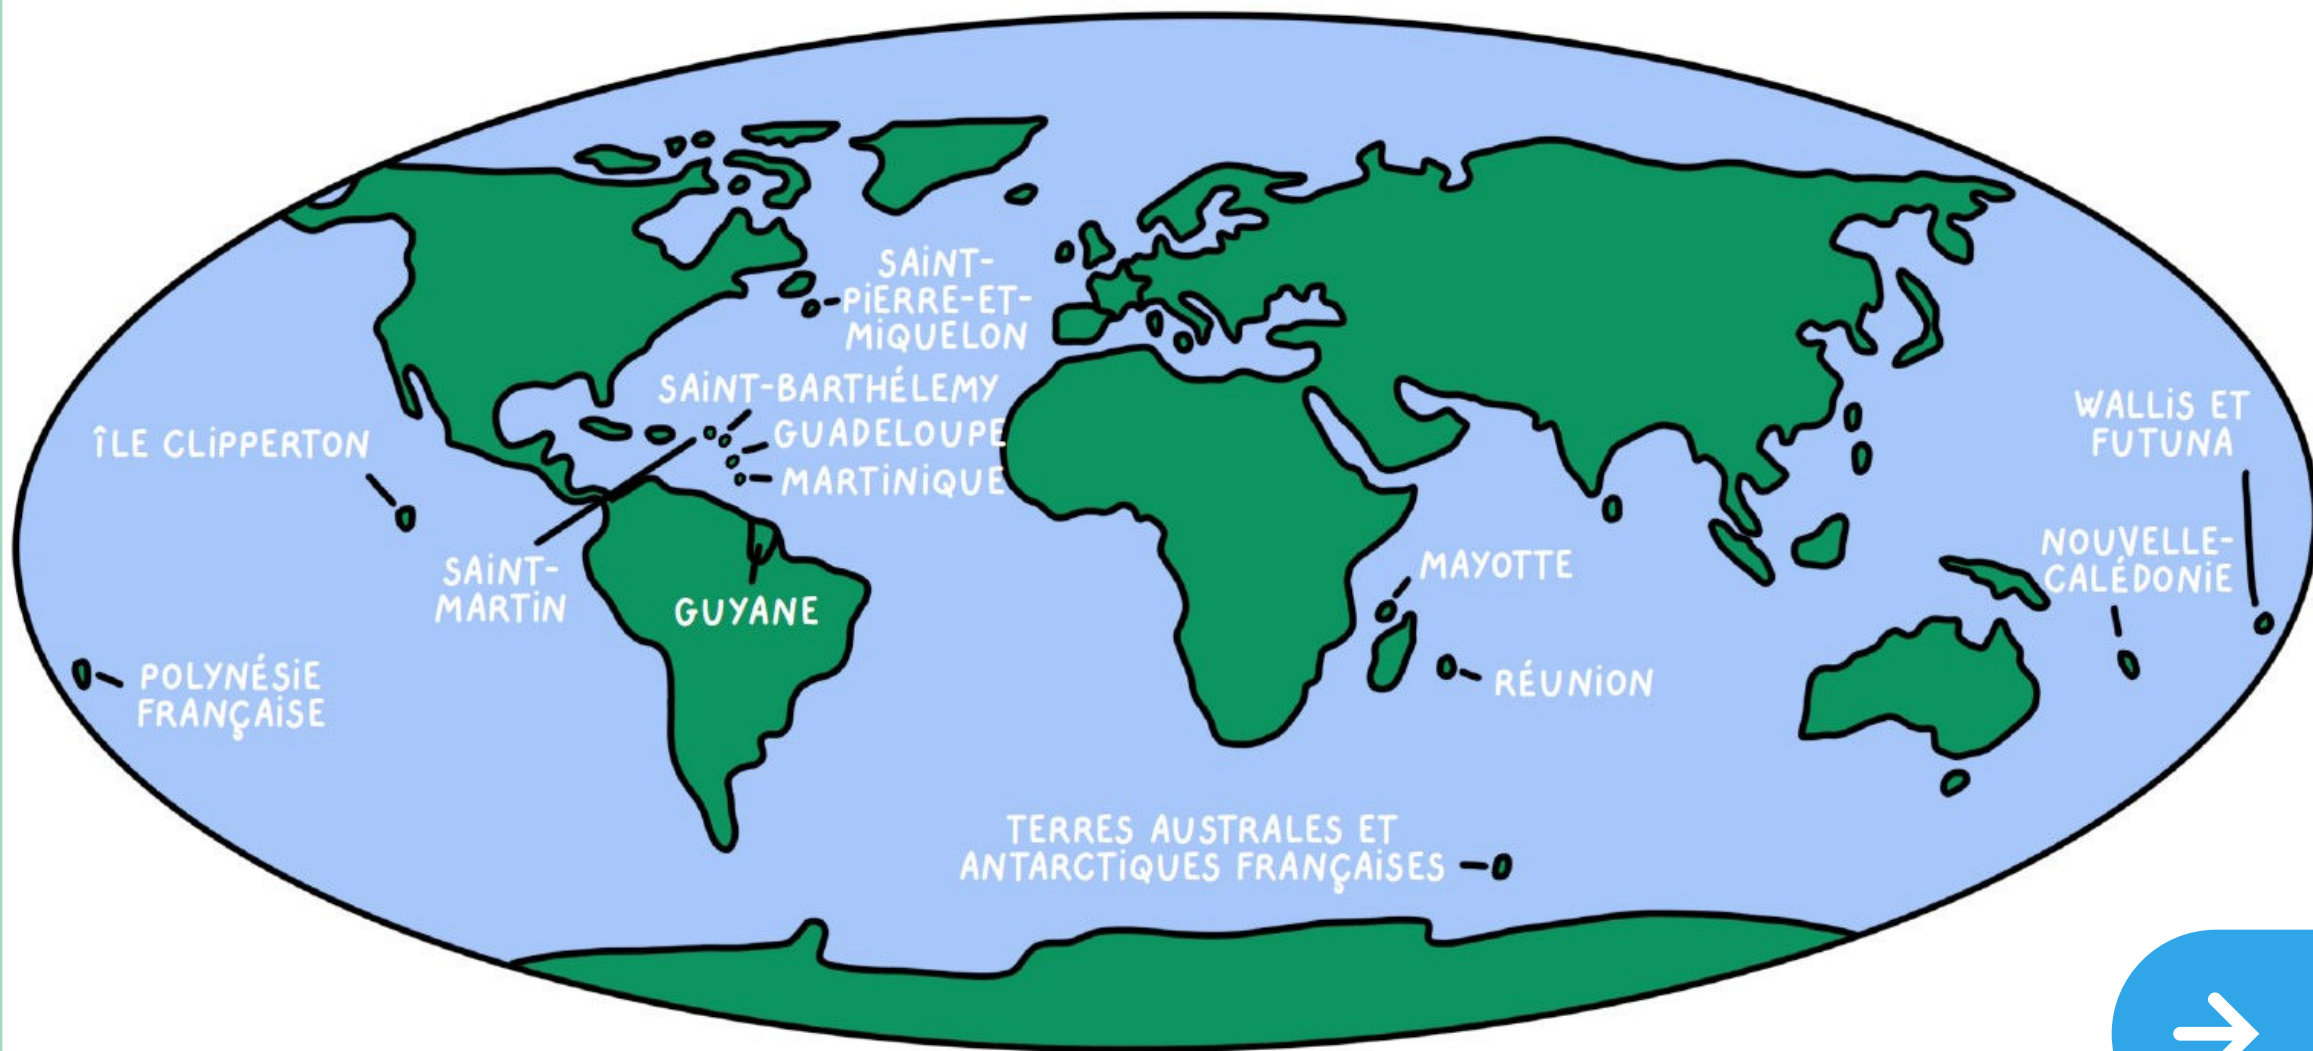 SAINT-
PIERRE-ET-
MIQUELON
SAINT-BARTHÉLEMY
GUADELOUPE
MARTINIQUE
ÎLE CLIPPERTON
SAINT-
MARTIN
GUYANE
POLYNÉSIE
FRANÇAISE
MAYOTTE
RÉUNION
WALLIS ET
FUTUNA
NOUVELLE-
CALÉDONIE
TERRES AUSTRALES ET
ANTARCTIQUES FRANÇAISES